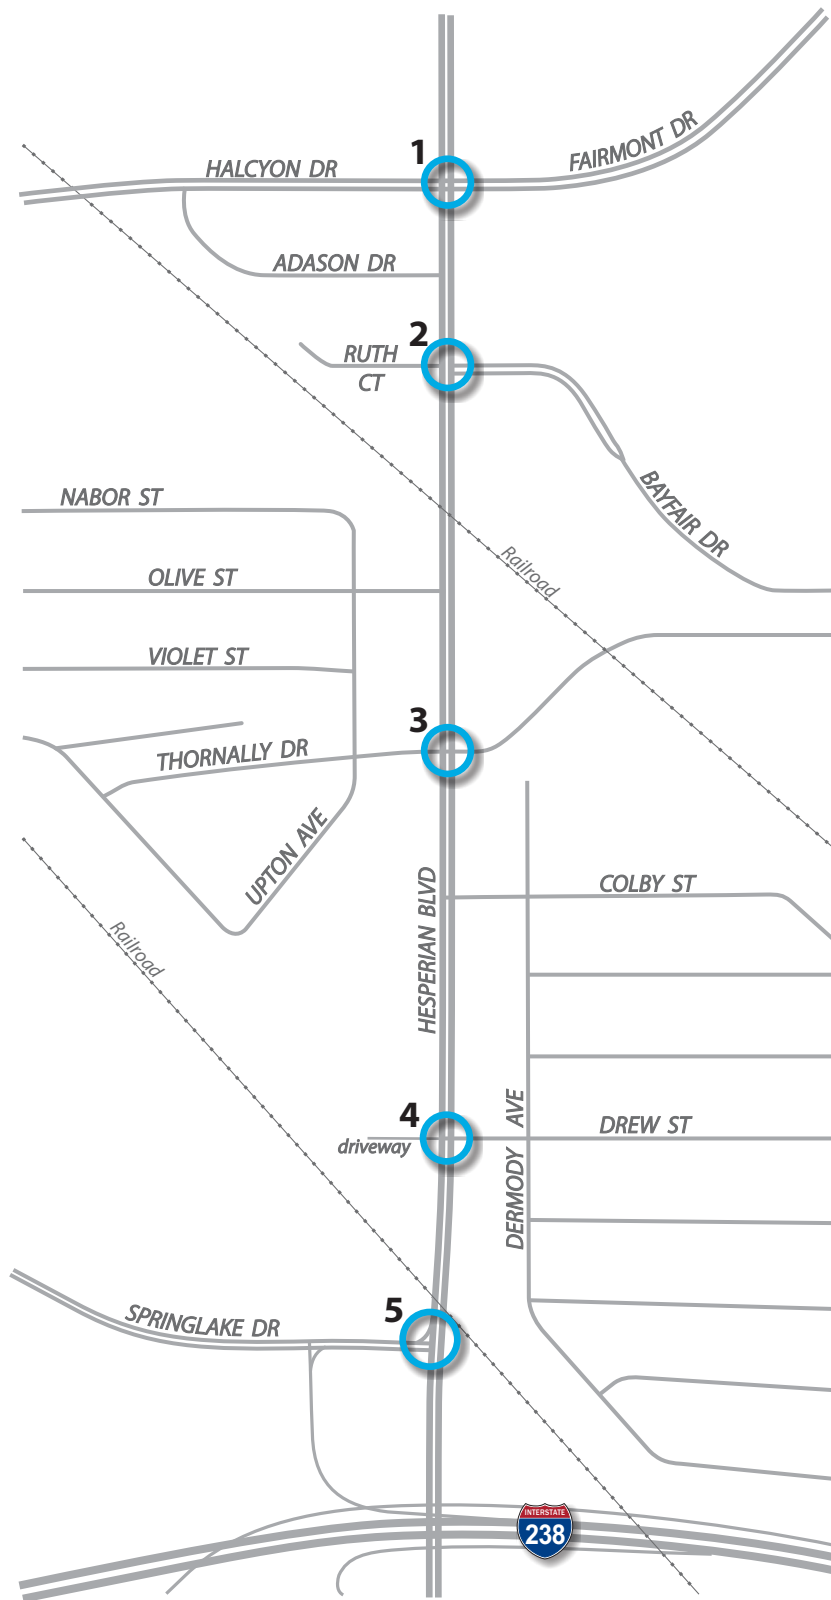 1
HALCYON DR
FAIRMONT DR
ADASON DR
2
RUTH
CT
BAYFAIR DR
NABOR ST
Railroad
OLIVE ST
VIOLET ST
3
THORNALLY DR
UPTON AVE
HESPERIAN BLVD
COLBY ST
Railroad
4
driveway
DREW ST
DERMODY AVE
5
SPRINGLAKE DR
INTERSTATE
238